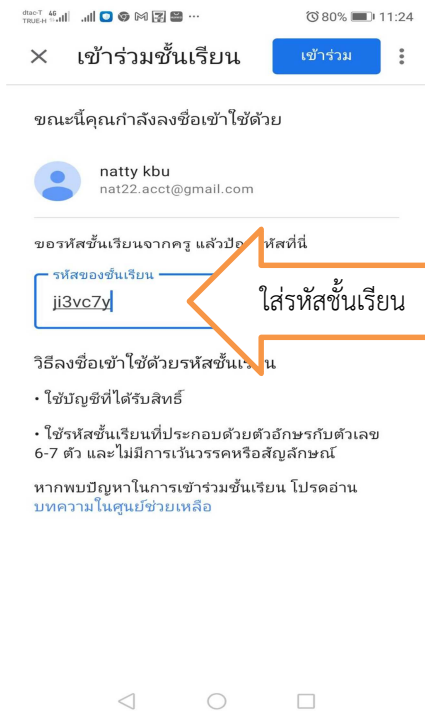 dtac-T 4G
TRUE-H 80% 11:24
เข้าร่วมชั้นเรียน เข้าร่วม
ขณะนี้คุณกำลังลงชื่อเข้าใช้ด้วย
natty kbu
nat22.acct@gmail.com
ขอรหัสชั้นเรียนจากครู แล้วป้อ หัสที่นี่
รหัสของชั้นเรียน
ji3vc7y
ใส่รหัสชั้นเรียน
วิธีลงชื่อเข้าใช้ด้วยรหัสชั้นเรียน
• ใช้บัญชีที่ได้รับสิทธิ์
• ใช้รหัสชั้นเรียนที่ประกอบด้วยตัวอักษรกับตัวเลข
6-7 ตัว และไม่มีการเว้นวรรคหรือสัญลักษณ์
หากพบปัญหาในการเข้าร่วมชั้นเรียน โปรดอ่าน
บทความในศูนย์ช่วยเหลือ